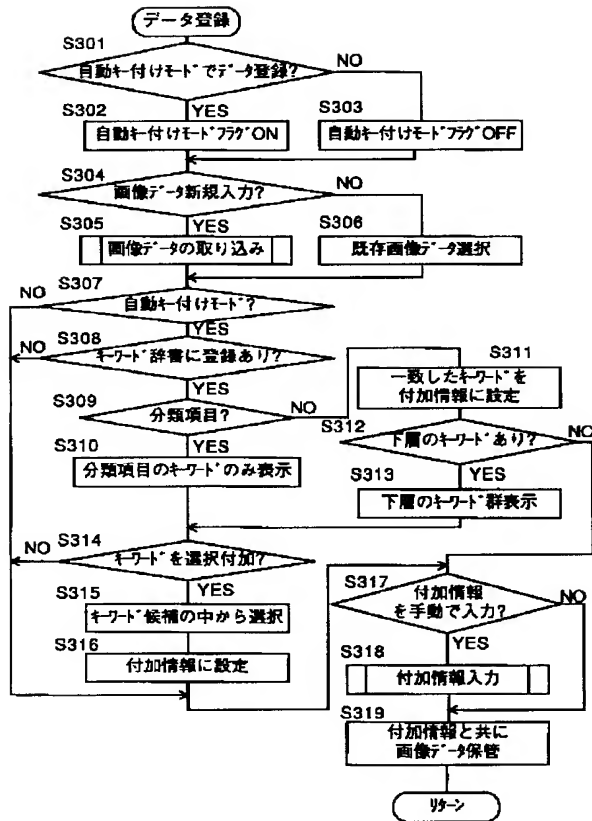 データ登録
S301
自動キー付けモードでデータ登録?
NO
YES
S302
自動キー付けモードフラグON
S303
自動キー付けモードフラグOFF
S304
画像データ新規入力?
NO
YES
S305
画像データの取り込み
S306
既存画像データ選択
S307
NO
自動キー付けモード?
YES
S308
NO
キーワード辞書に登録あり?
YES
S309
分類項目?
NO
YES
S310
分類項目のキーワードのみ表示
S311
一致したキーワードを
付加情報に設定
S312
下層のキーワードあり?
NO
YES
S313
下層のキーワード群表示
S314
NO
キーワードを選択付加?
YES
S315
キーワード候補の中から選択
S316
付加情報に設定
S317
付加情報
を手動で入力?
NO
YES
S318
付加情報入力
S319
付加情報と共に
画像データ保管
リターン